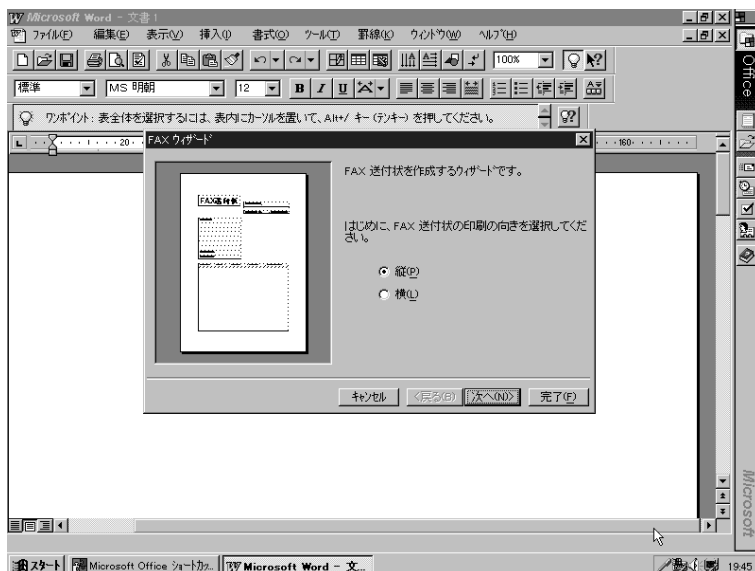 Microsoft Word - 文書1
ファイル(F) 編集(E) 表示(V) 挿入(I) 書式(O) ツール(T) 罫線(K) ウィンドウ(W) ヘルプ(H)
100%
標準 MS 明朝 12 B I U
ワンポイント: 表全体を選択するには、表内にカーソルを置いて、Alt+/ キー (テンキー) を押してください。
20
160
FAX ウィザード
FAX送付状
FAX 送付状を作成するウィザードです。
はじめに、FAX 送付状の印刷の向きを選択してくだ
さい。
縦(P)
横(L)
キャンセル <戻る(B) 次へ(N)> 完了(F)
Office
Microsoft
スタート Microsoft Office ショートカッ... Microsoft Word - 文... 19:45